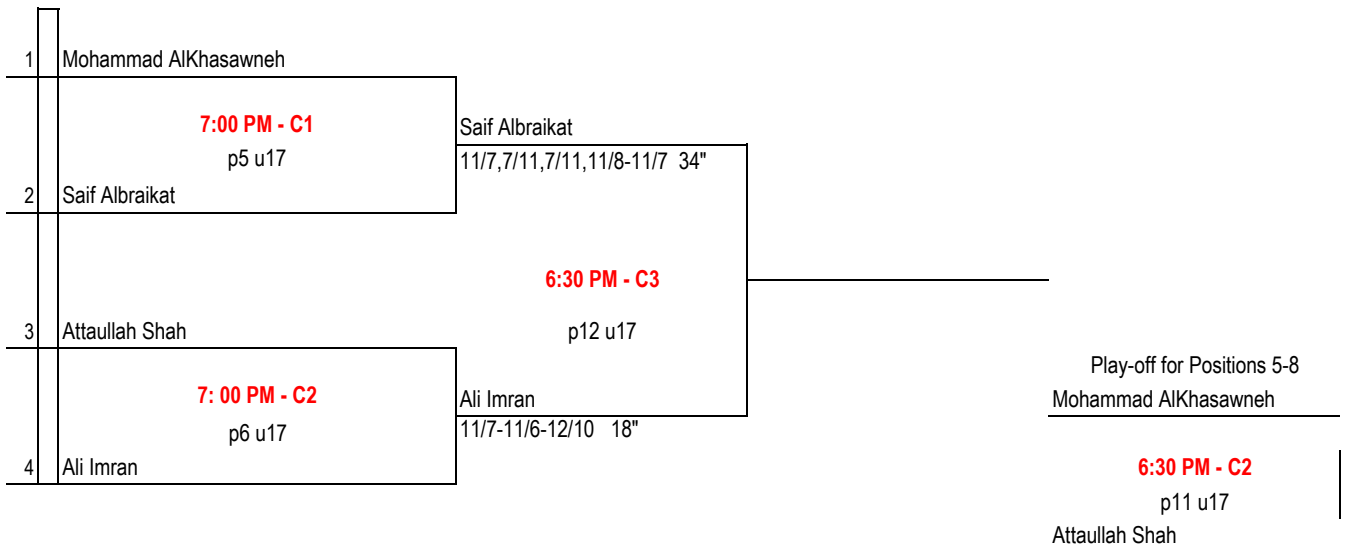 1 Mohammad AlKhasawneh
7:00 PM - C1
p5 u17
Saif Albraikat
11/7,7/11,7/11,11/8-11/7 34"
2 Saif Albraikat
6:30 PM - C3
p12 u17
3 Attaullah Shah
7: 00 PM - C2
p6 u17
Ali Imran
11/7-11/6-12/10 18"
4 Ali Imran
Play-off for Positions 5-8
Mohammad AlKhasawneh
6:30 PM - C2
p11 u17
Attaullah Shah